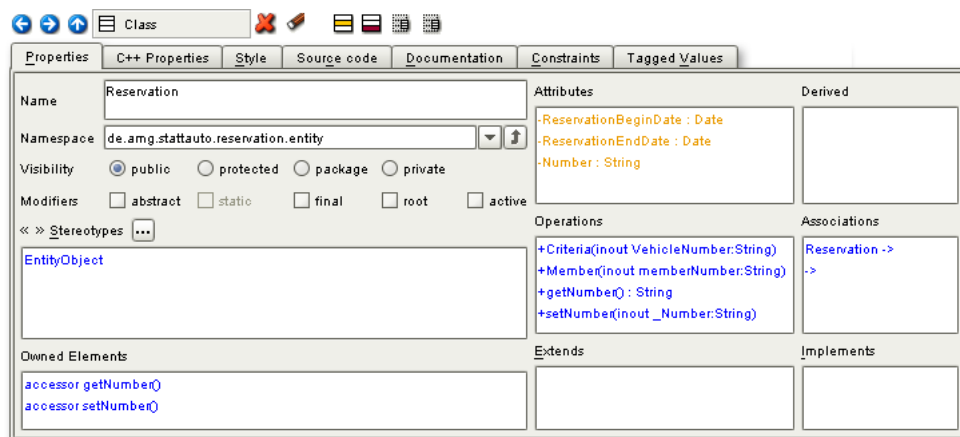 Class
Properties C++ Properties Style Source code Documentation Constraints Tagged Values
Name Reservation
Namespace de.amg.stattauto.reservation.entity
Visibility public protected package private
Modifiers abstract static final root active
« » Stereotypes ...
EntityObject
Owned Elements
accessor getNumber()
accessor setNumber()
Attributes
-ReservationBeginDate : Date
-ReservationEndDate : Date
-Number : String
Derived
Operations
+Criteria(inout VehicleNumber:String)
+Member(inout memberNumber:String)
+getNumber() : String
+setNumber(inout _Number:String)
Associations
Reservation ->
->
Extends
Implements